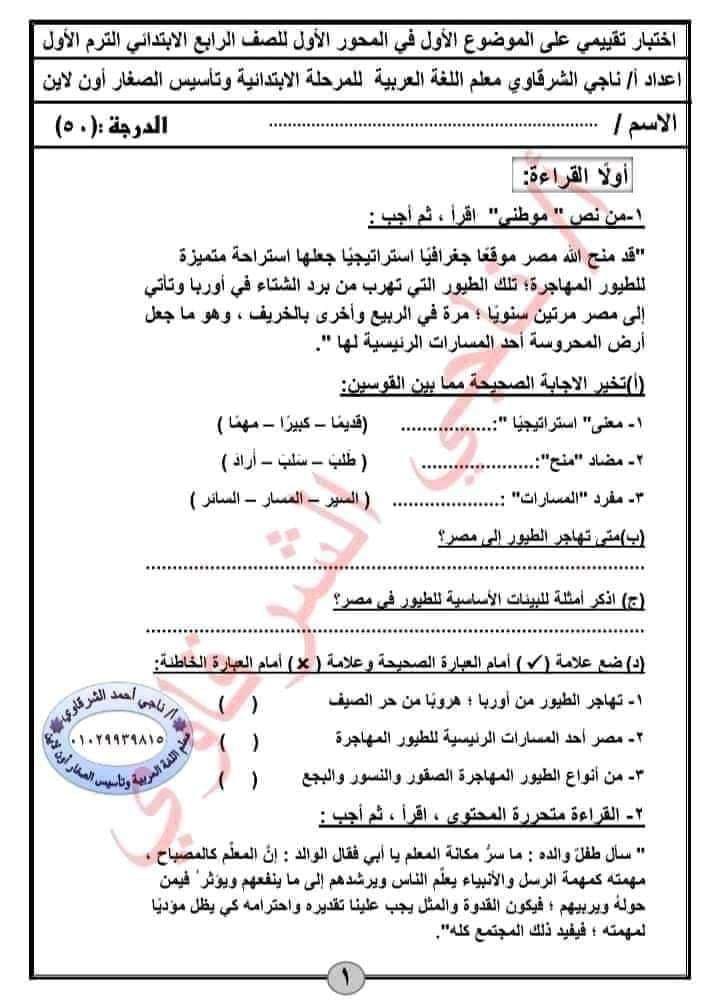 اختبار تقييمي على الموضوع الأول في المحور الأول للصف الرابع الابتدائي الترم الأول
اعداد أ/ ناجي الشرقاوي معلم اللغة العربية للمرحلة الابتدائية وتأسيس الصغار أون لاين
الاسم / ............................................................ الدرجة :(٥٠)
أولًا القراءة:
١-من نص " موطني" اقرأ ، ثم أجب :
"قد منح الله مصر موقعًا جغرافيًا استراتيجيًا جعلها استراحة متميزة
للطيور المهاجرة؛ تلك الطيور التي تهرب من برد الشتاء في أوربا وتأتي
إلى مصر مرتين سنويًا ؛ مرة في الربيع وأخرى بالخريف ، وهو ما جعل
أرض المحروسة أحد المسارات الرئيسية لها ".
(أ)تخير الاجابة الصحيحة مما بين القوسين:
١- معنى" استراتيجيًا ":................. (قديمًا – كبيرًا – مهمًا )
٢- مضاد "منح":..................... ( طَلبَ – سَلبَ – أرادَ )
٣- مفرد "المسارات" :.................... ( السير – المسار – السائر )
(ب)متى تهاجر الطيور إلى مصر؟
................................................................................
(ج) اذكر أمثلة للبيئات الأساسية للطيور في مصر؟
................................................................................
(د) ضع علامة (✓) أمام العبارة الصحيحة وعلامة (×) أمام العبارة الخاطئة:
١- تهاجر الطيور من أوربا ؛ هروبًا من حر الصيف ( )
٢- مصر أحد المسارات الرئيسية للطيور المهاجرة ( )
٣- من أنواع الطيور المهاجرة الصقور والنسور والبجع ( )
٢- القراءة متحررة المحتوى ، اقرأ ، ثم أجب :
" سأل طفلٌ والده : ما سرُّ مكانة المعلم يا أبي فقال الوالد : إنَّ المعلّم كالمصباح ،
مهمته كمهمة الرسل والأنبياء يعلّم الناس ويرشدهم إلى ما ينفعهم ويؤثرُ فيمن
حولهُ ويربيهم ؛ فيكون القدوة والمثل يجب علينا تقديره واحترامه كي يظل مؤديًا
لمهمته ؛ فيفيد ذلك المجتمع كله".
١
أ/ ناجي أحمد الشرقاوي
٠١٠٢٩٩٣٩٨١٥
معلم اللغة العربية وتأسيس الصغار أون لاين
أ/ ناجي الشرقاوي